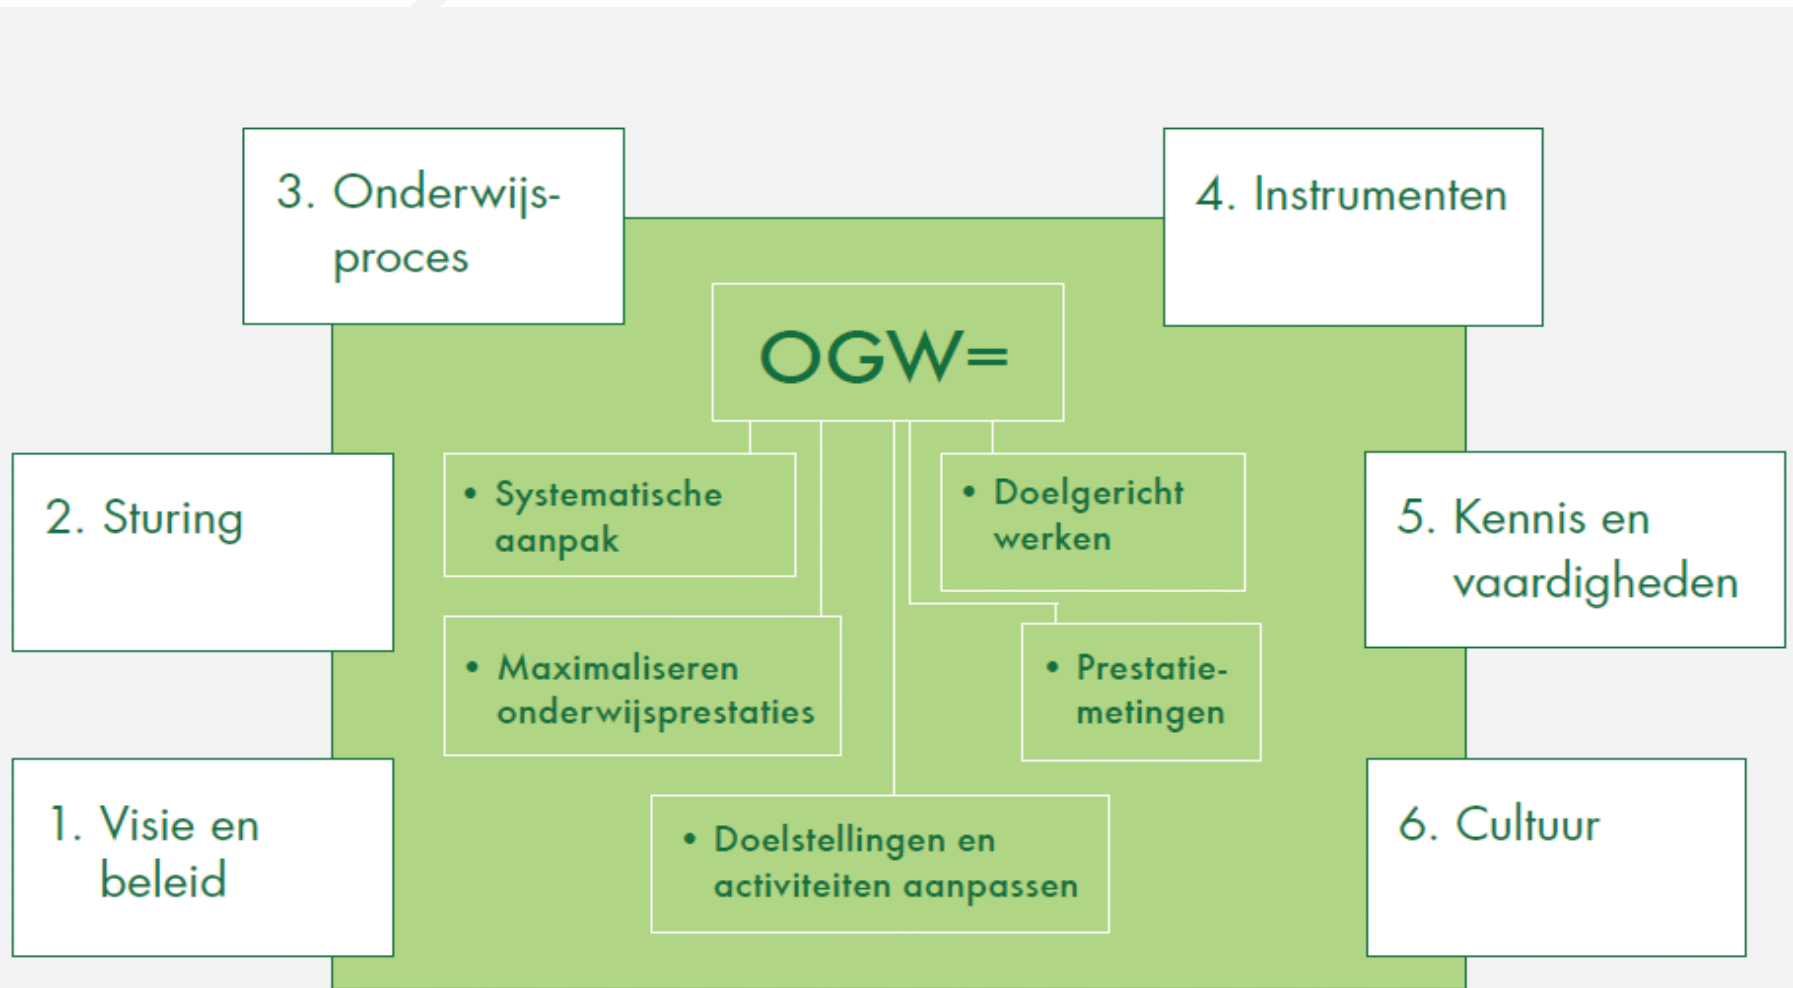 3. Onderwijs-
proces
4. Instrumenten
OGW=
2. Sturing
• Systematische
aanpak
• Doelgericht
werken
5. Kennis en
vaardigheden
• Maximaliseren
onderwijsprestaties
• Prestatie-
metingen
1. Visie en
beleid
• Doelstellingen en
activiteiten aanpassen
6. Cultuur